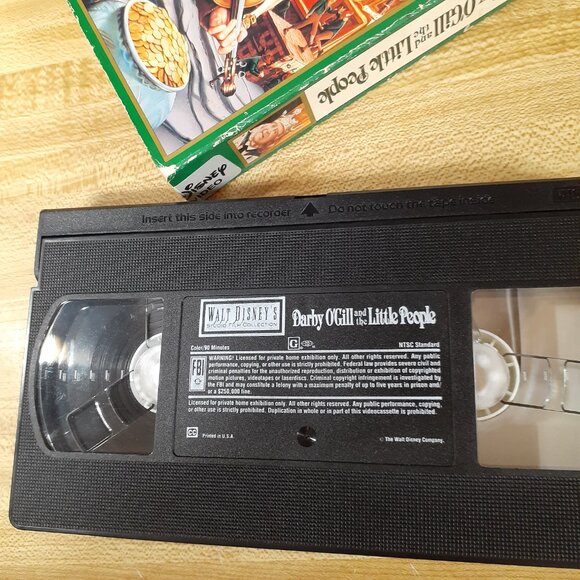 O'Gill and the Little People
DISNEY
VIDEO
Insert this side into recorder ▲ Do not touch the tape inside
WALT DISNEY'S
STUDIO FILM COLLECTION
Darby O'Gill and the Little People
Color/90 Minutes
G
NTSC Standard
FBI
WARNING! Licensed for private home exhibition only. All other rights reserved. Any public
performance, copying, or other use is strictly prohibited. Federal law provides severe civil and
criminal penalties for the unauthorized reproduction, distribution or exhibition of copyrighted
motion pictures, videotapes or laserdiscs. Criminal copyright infringement is investigated by
the FBI and may constitute a felony with a maximum penalty of up to five years in prison and/
or a $250,000 fine.
Licensed for private home exhibition only. All other rights reserved. Any public performance, copying,
or other use is strictly prohibited. Duplication in whole or in part of this videocassette is prohibited.
CC
Printed in U.S.A.
© The Walt Disney Company.